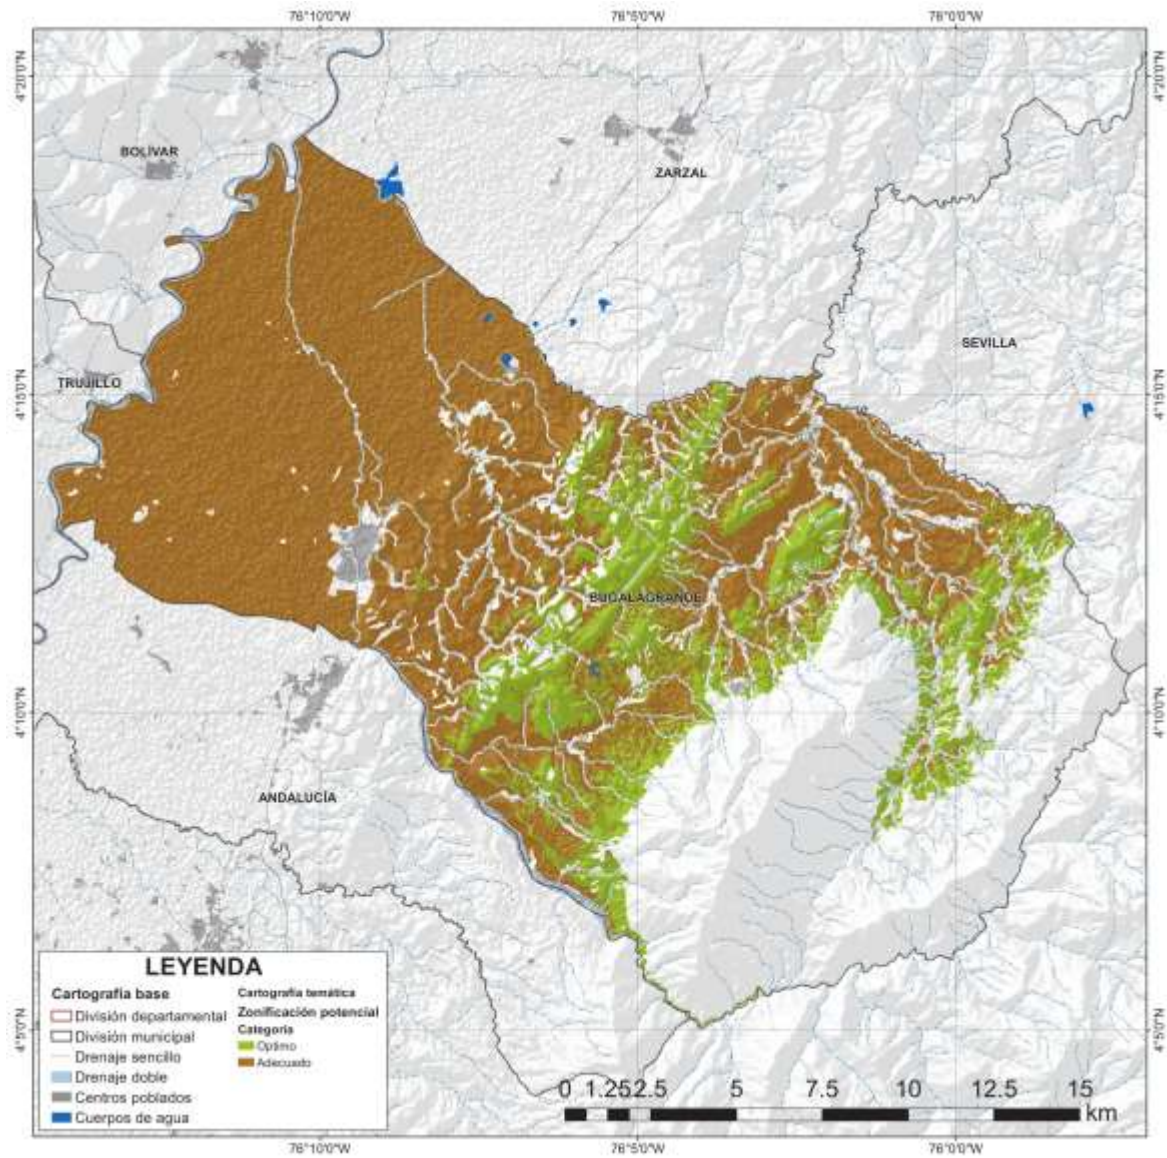 76°10'0"W 76°5'0"W 76°0'0"W
4°20'0"N 4°20'0"N
BOLÍVAR
ZARZAL
SEVILLA
TRUJILLO
4°15'0"N 4°15'0"N
BUGALAGRANDE
4°10'0"N 4°10'0"N
ANDALUCÍA
LEYENDA
Cartografía base
División departamental
División municipal
Drenaje sencillo
Drenaje doble
Centros poblados
Cuerpos de agua
Cartografía temática
Zonificación potencial
Categoría
Optimo
Adecuado
4°5'0"N 4°5'0"N
0 1.252.5 5 7.5 10 12.5 15
km
76°10'0"W 76°5'0"W 76°0'0"W